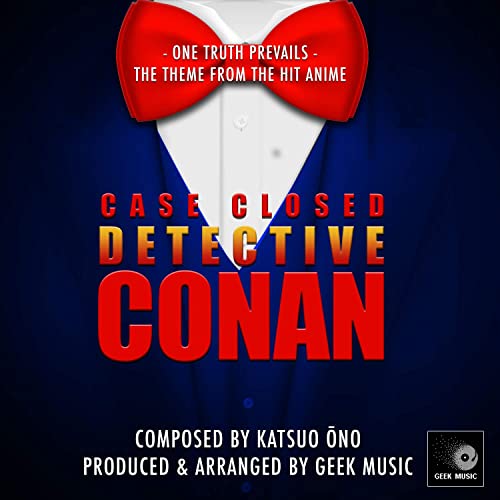 - ONE TRUTH PREVAILS -
THE THEME FROM THE HIT ANIME
CASE CLOSED
DETECTIVE
CONAN
COMPOSED BY KATSUO ŌNO
PRODUCED & ARRANGED BY GEEK MUSIC
GEEK MUSIC